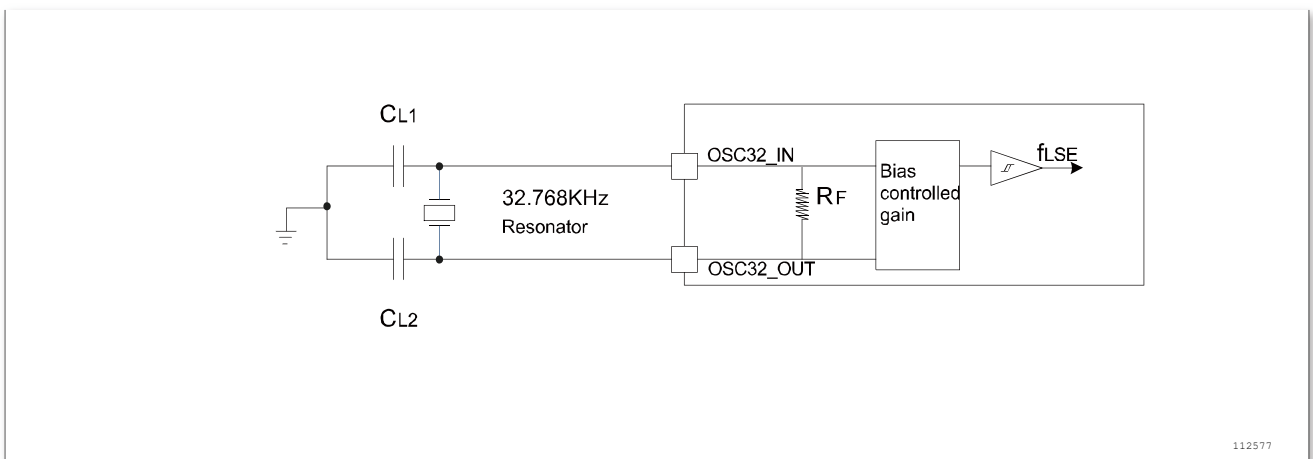 CL1
OSC32_IN
fLSE
Bias
controlled
gain
32.768KHz
Resonator
RF
OSC32_OUT
CL2
112577